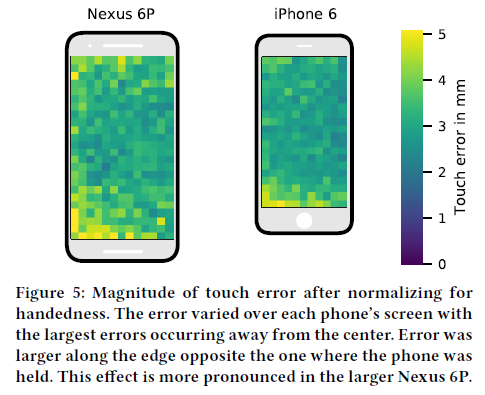 Nexus 6P
iPhone 6
5
4
3
2
1
0
Touch error in mm
Figure 5: Magnitude of touch error after normalizing for
handedness. The error varied over each phone's screen with
the largest errors occurring away from the center. Error was
larger along the edge opposite the one where the phone was
held. This effect is more pronounced in the larger Nexus 6P.